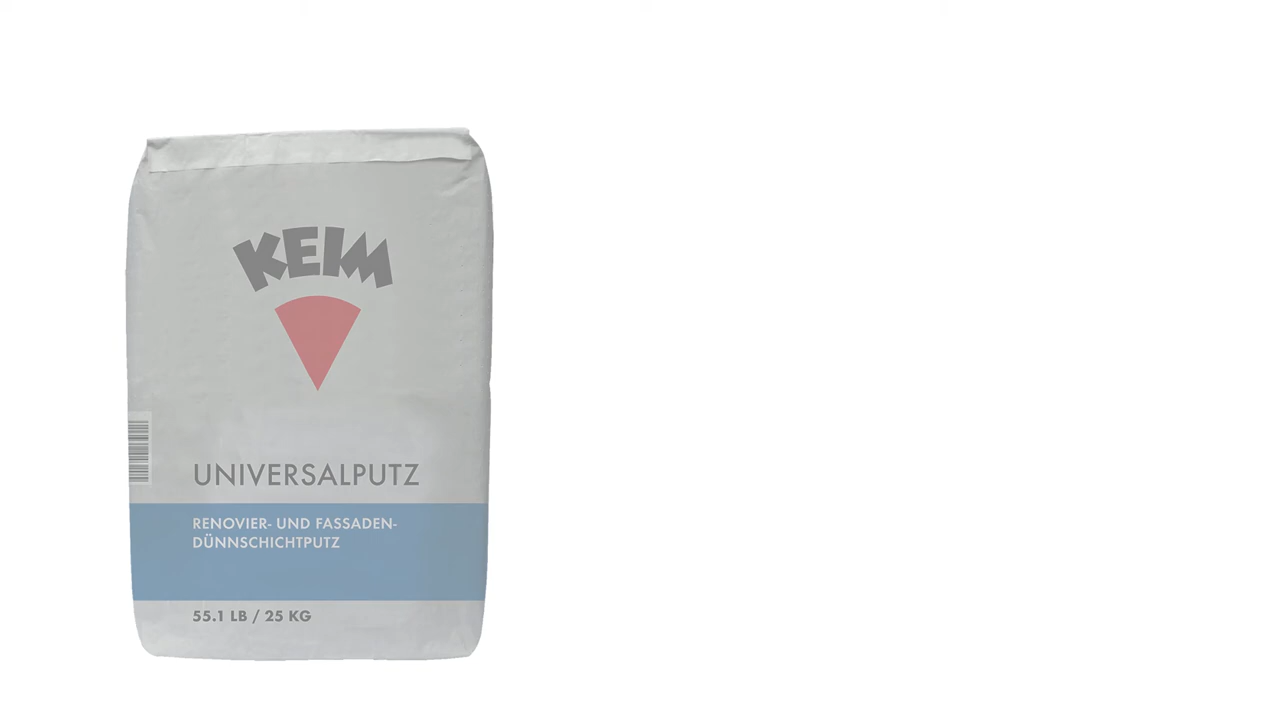 KEIM
UNIVERSALPUTZ
RENOVIER- UND FASSADEN-
DÜNNSCHICHTPUTZ
55.1 LB / 25 KG